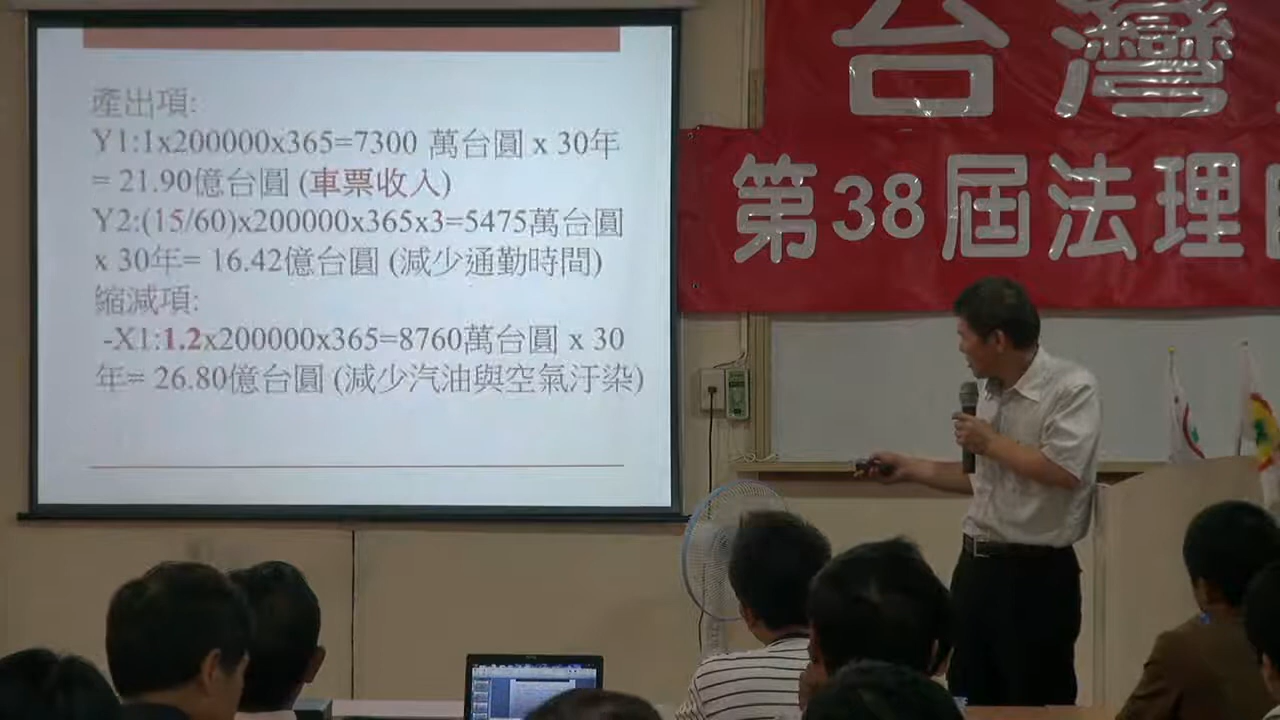 產出項:
Y1:1x200000x365=7300 萬台圓 x 30年
= 21.90億台圓 (車票收入)
Y2:(15/60)x200000x365x3=5475萬台圓
x 30年= 16.42億台圓 (減少通勤時間)
縮減項:
-X1:1.2x200000x365=8760萬台圓 x 30
年= 26.80億台圓 (減少汽油與空氣汙染)
台灣
第38屆法理